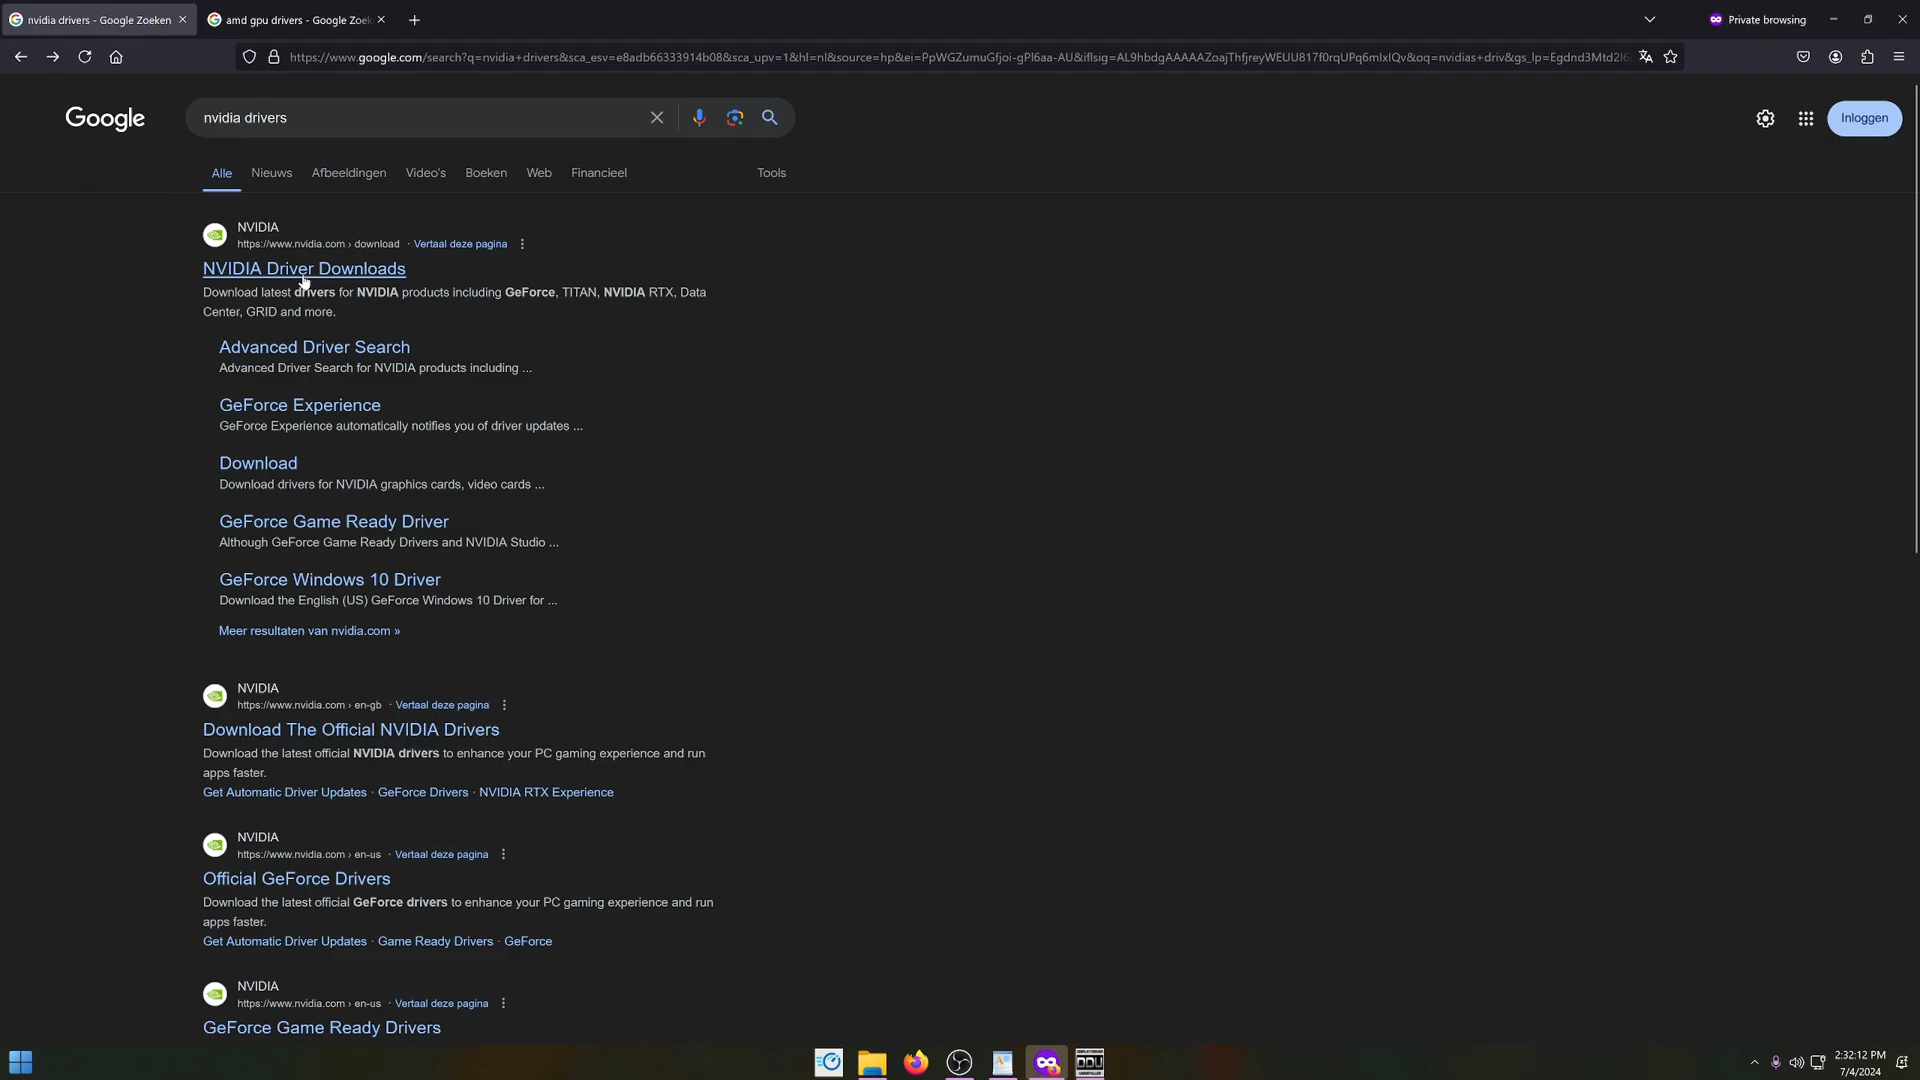 nvidia drivers - Google Zoeken
amd gpu drivers - Google Zoek
Private browsing
https://www.google.com/search?q=nvidia+drivers&sca_esv=e8adb66333914b08&sca_upv=1&hl=nl&source=hp&ei=PpWGZumuGfjoi-gPl6aa-AU&iflsig=AL9hbdgAAAAAZoajThfjreyWEUU817f0rqUPq6mlxlQv&oq=nvidias+driv&gs_lp=Egdnd3Mtd2l6
Google
nvidia drivers
Inloggen
Alle Nieuws Afbeeldingen Video's Boeken Web Financieel Tools
NVIDIA
https://www.nvidia.com › download · Vertaal deze pagina
NVIDIA Driver Downloads
Download latest drivers for NVIDIA products including GeForce, TITAN, NVIDIA RTX, Data
Center, GRID and more.
Advanced Driver Search
Advanced Driver Search for NVIDIA products including ...
GeForce Experience
GeForce Experience automatically notifies you of driver updates ...
Download
Download drivers for NVIDIA graphics cards, video cards ...
GeForce Game Ready Driver
Although GeForce Game Ready Drivers and NVIDIA Studio ...
GeForce Windows 10 Driver
Download the English (US) GeForce Windows 10 Driver for ...
Meer resultaten van nvidia.com »
NVIDIA
https://www.nvidia.com › en-gb · Vertaal deze pagina
Download The Official NVIDIA Drivers
Download the latest official NVIDIA drivers to enhance your PC gaming experience and run
apps faster.
Get Automatic Driver Updates · GeForce Drivers · NVIDIA RTX Experience
NVIDIA
https://www.nvidia.com › en-us · Vertaal deze pagina
Official GeForce Drivers
Download the latest official GeForce drivers to enhance your PC gaming experience and run
apps faster.
Get Automatic Driver Updates · Game Ready Drivers · GeForce
NVIDIA
https://www.nvidia.com › en-us · Vertaal deze pagina
GeForce Game Ready Drivers
DDU
2:32:12 PM
7/4/2024